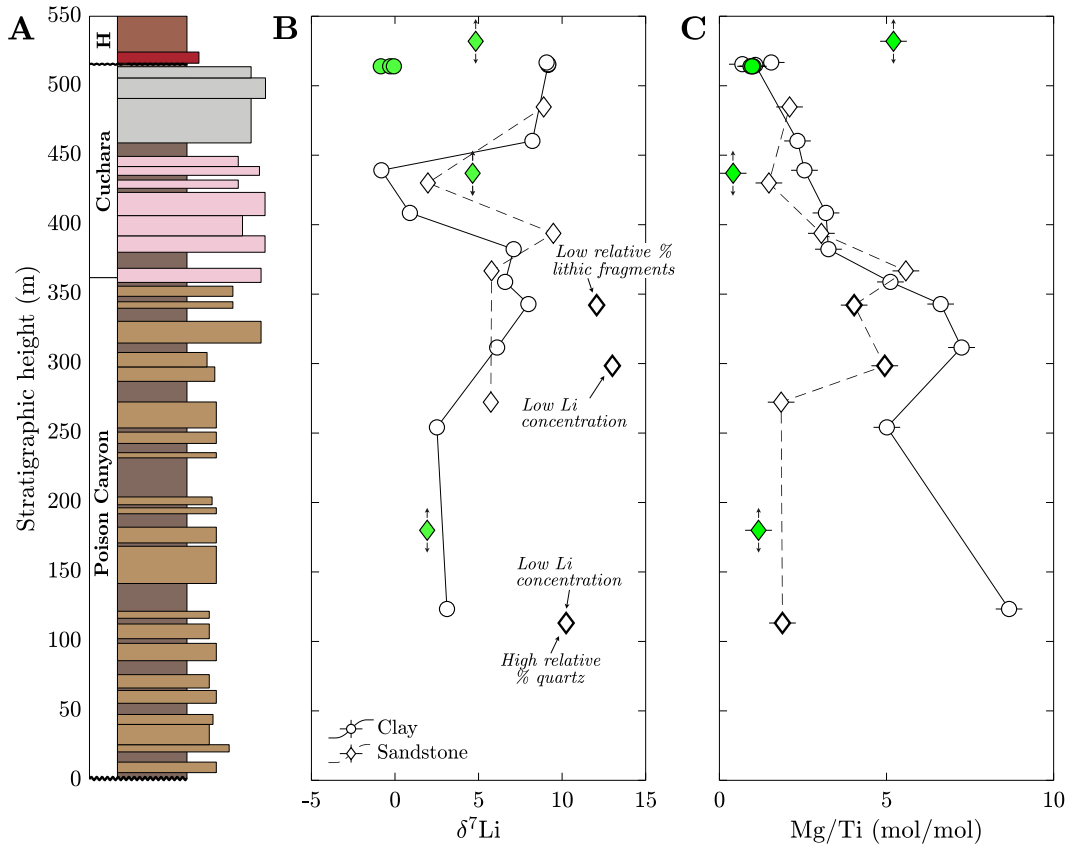 A
B
C
550
500
450
400
350
300
250
200
150
100
50
0
Stratigraphic height (m)
H
Cuchara
Poison Canyon
Low relative %
lithic fragments
Low Li
concentration
Low Li
concentration
High relative
% quartz
Clay
Sandstone
-5 0 5 10 15
δ⁷Li
0 5 10
Mg/Ti (mol/mol)